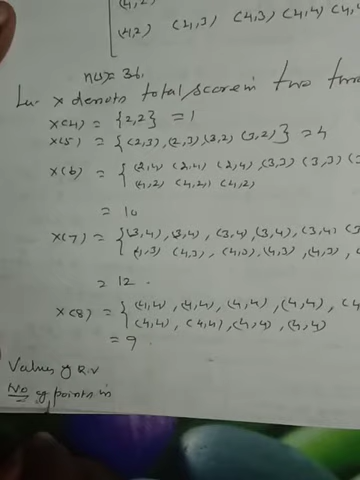 (4,2)
(4,2) (4,3) (4,3) (4,4) (4,4
n(s) = 36.
Let x denots total score in two thro
X(4) = {2,2} = 1
X(5) = {(2,3),(2,3),(3,2) (3,2)} = 4
X(6) = {(2,4) (2,4) (2,4),(3,3) (3,3) (3
(4,2) (4,2) (4,2)
= 10
X(7) = {(3,4),(3,4), (3,4) (3,4), (3,4) (3
(4,3) (4,3), (4,3), (4,3), (4,3),
= 12.
X(8) = {(4,4), (4,4), (4,4), (4,4), (4
(4,4), (4,4), (4,4), (4,4)
= 9.
Values of R.V
No of points in